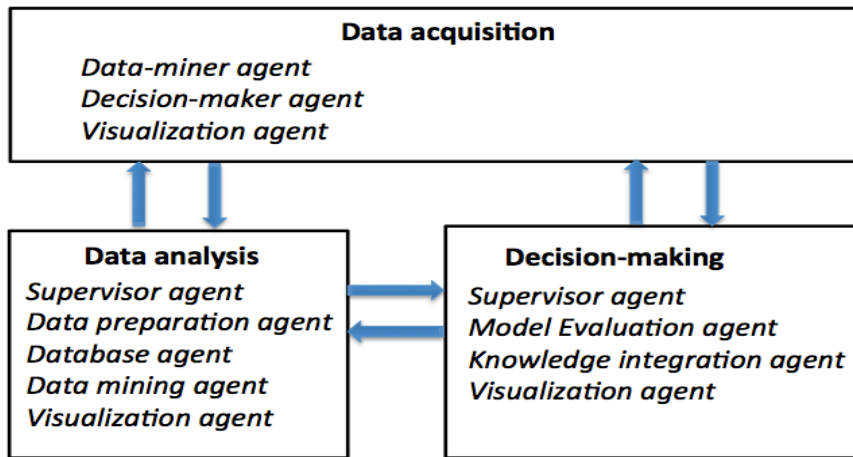 Data acquisition
Data-miner agent
Decision-maker agent
Visualization agent
Data analysis
Supervisor agent
Data preparation agent
Database agent
Data mining agent
Visualization agent
Decision-making
Supervisor agent
Model Evaluation agent
Knowledge integration agent
Visualization agent